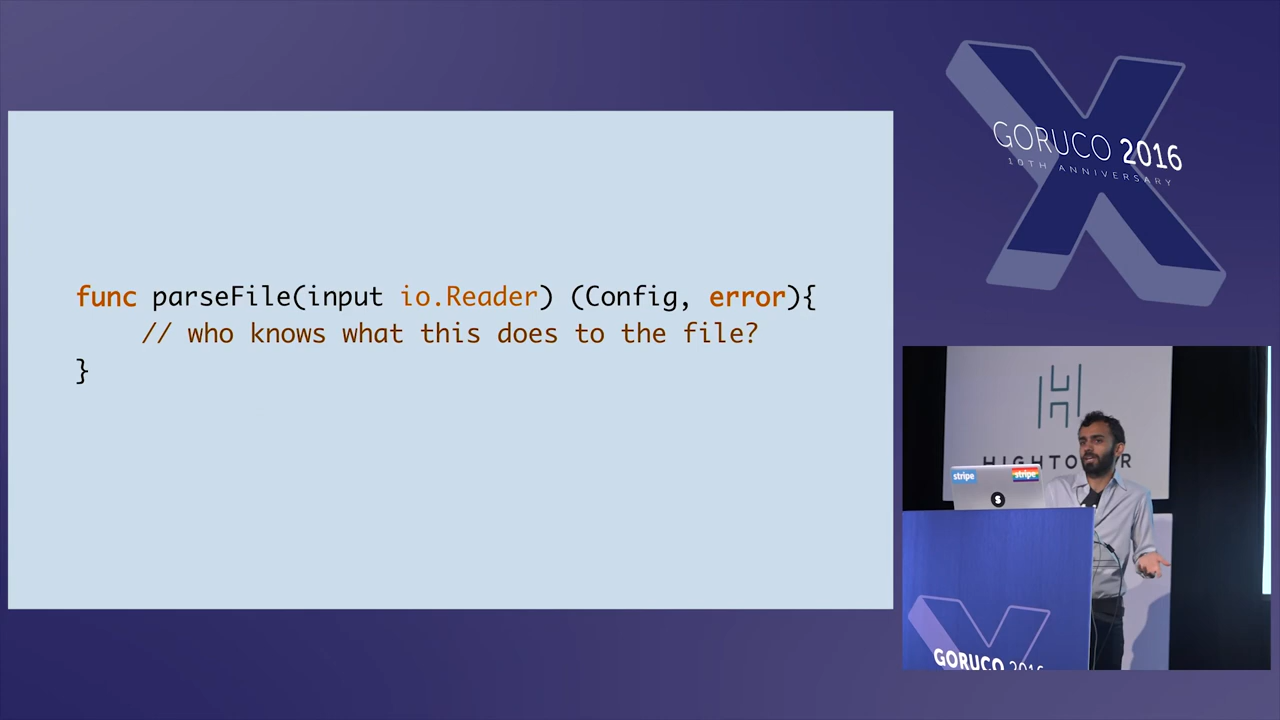 func parseFile(input io.Reader) (Config, error){
// who knows what this does to the file?
}
GORUCO 2016
10TH ANNIVERSARY
HIGHTOWER
stripe
stripe
S
GORUCO 2016